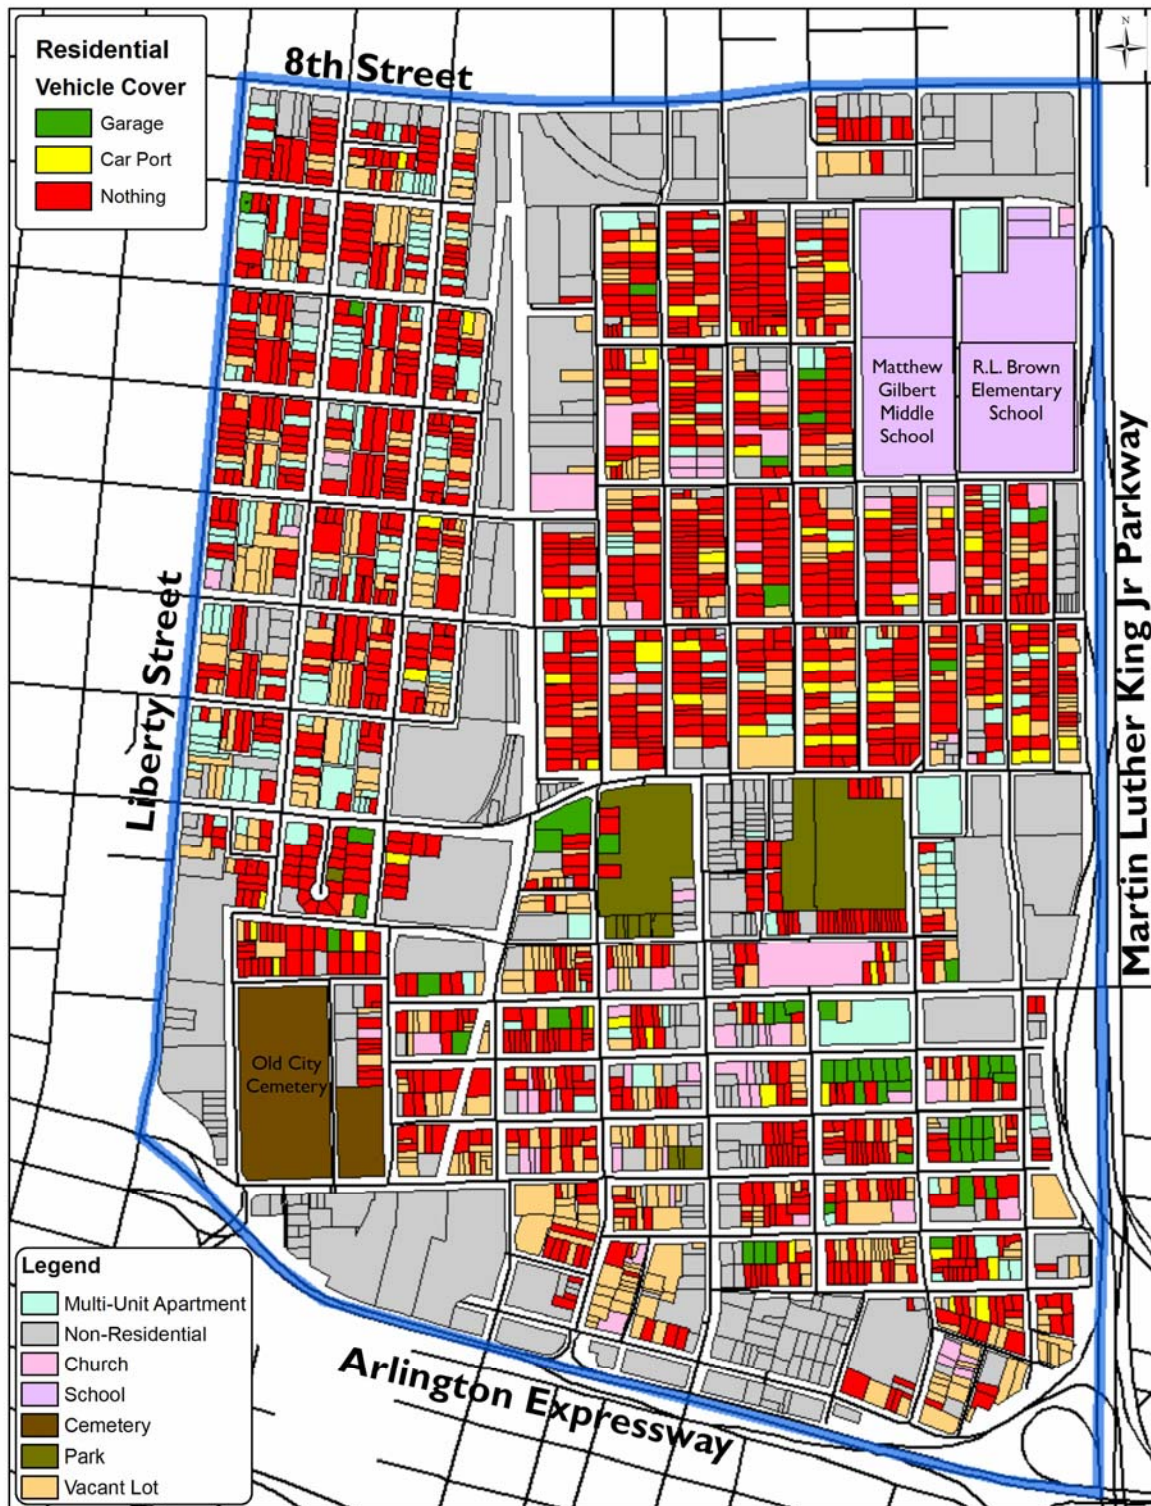 Residential
Vehicle Cover
Garage
Car Port
Nothing
8th Street
N
Matthew
Gilbert
Middle
School
R.L. Brown
Elementary
School
Liberty Street
Martin Luther King Jr Parkway
Old City
Cemetery
Arlington Expressway
Legend
Multi-Unit Apartment
Non-Residential
Church
School
Cemetery
Park
Vacant Lot